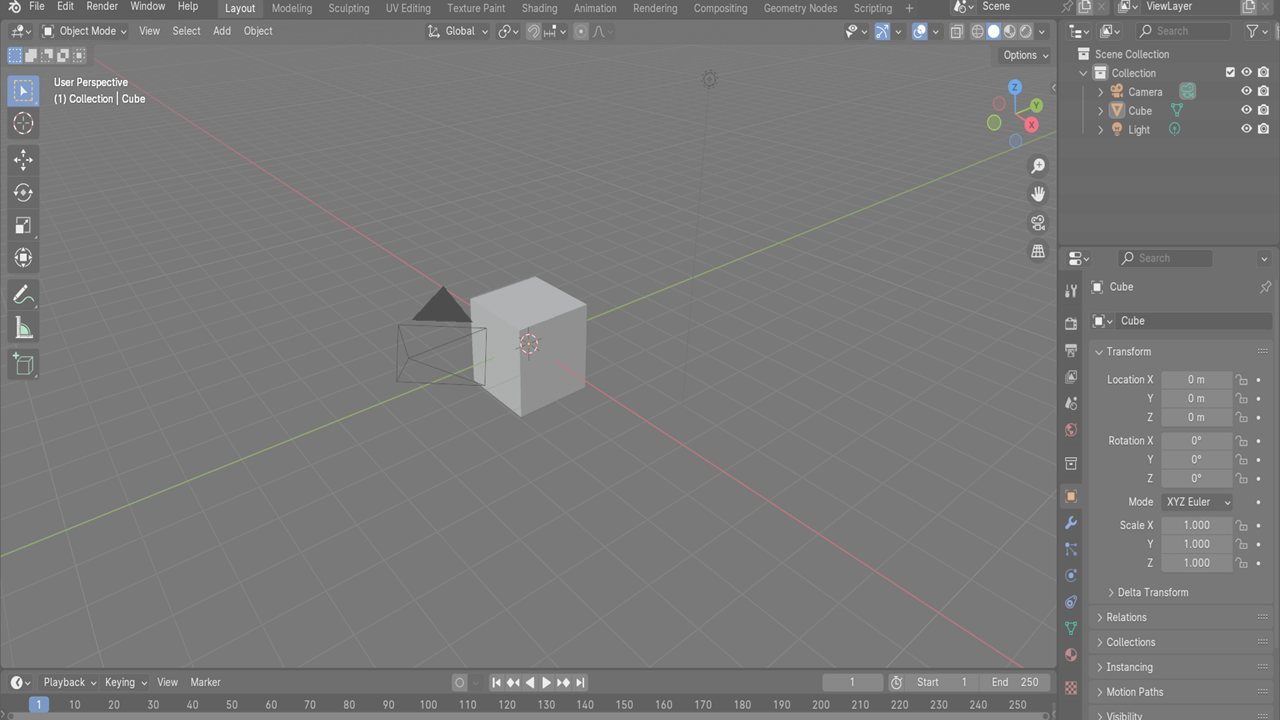 File Edit Render Window Help Layout Modeling Sculpting UV Editing Texture Paint Shading Animation Rendering Compositing Geometry Nodes Scripting + Scene ViewLayer
Object Mode View Select Add Object Global Search
Options
Scene Collection
Collection
Camera
Cube
Light
User Perspective
(1) Collection | Cube
Z
Y
X
Search
Cube
Cube
Transform
Location X 0 m
Y 0 m
Z 0 m
Rotation X 0°
Y 0°
Z 0°
Mode XYZ Euler
Scale X 1.000
Y 1.000
Z 1.000
Delta Transform
Relations
Collections
Instancing
Motion Paths
Visibility
Playback Keying View Marker 1 Start 1 End 250
1 10 20 30 40 50 60 70 80 90 100 110 120 130 140 150 160 170 180 190 200 210 220 230 240 250